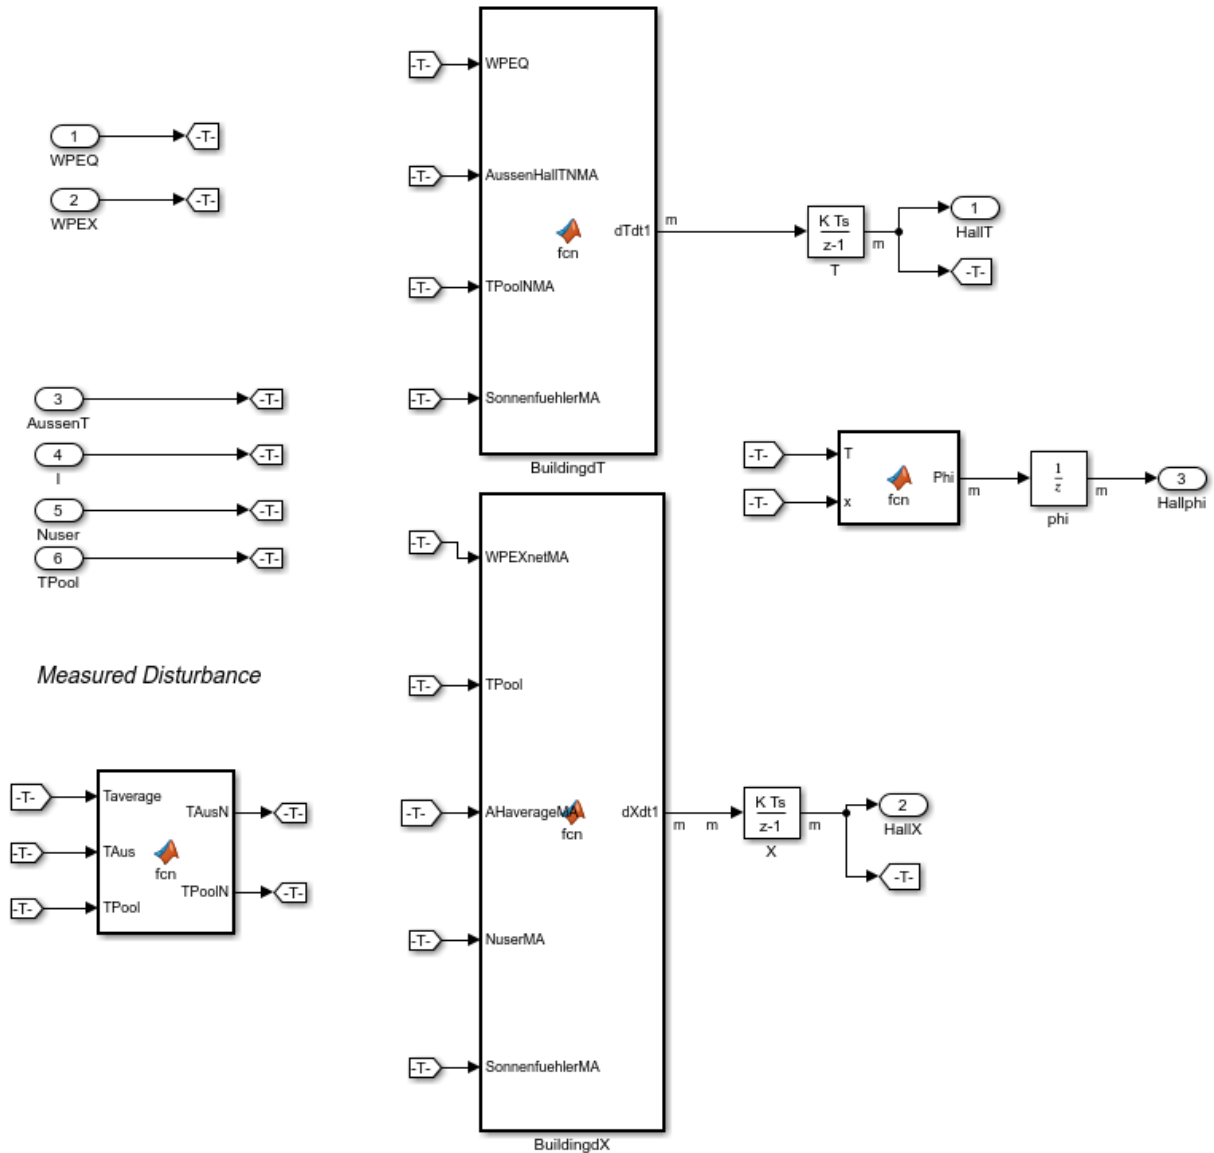 1
WPEQ
-T-
2
WPEX
-T-
3
AussenT
-T-
4
I
-T-
5
Nuser
-T-
6
TPool
-T-
Measured Disturbance
-T-
Taverage
-T-
TAus
-T-
TPool
fcn
TAusN
-T-
TPoolN
-T-
-T-
WPEQ
-T-
AussenHallTNMA
-T-
TPoolNMA
-T-
SonnenfuehlerMA
fcn
dTdt1
m
BuildingdT
K Ts
z-1
T
m
1
HallT
-T-
-T-
T
-T-
x
fcn
Phi
m
1
z
phi
m
3
Hallphi
-T-
WPEXnetMA
-T-
TPool
-T-
AHaverageMA
-T-
NuserMA
-T-
SonnenfuehlerMA
fcn
dXdt1
m
m
BuildingdX
K Ts
z-1
X
m
2
HallX
-T-